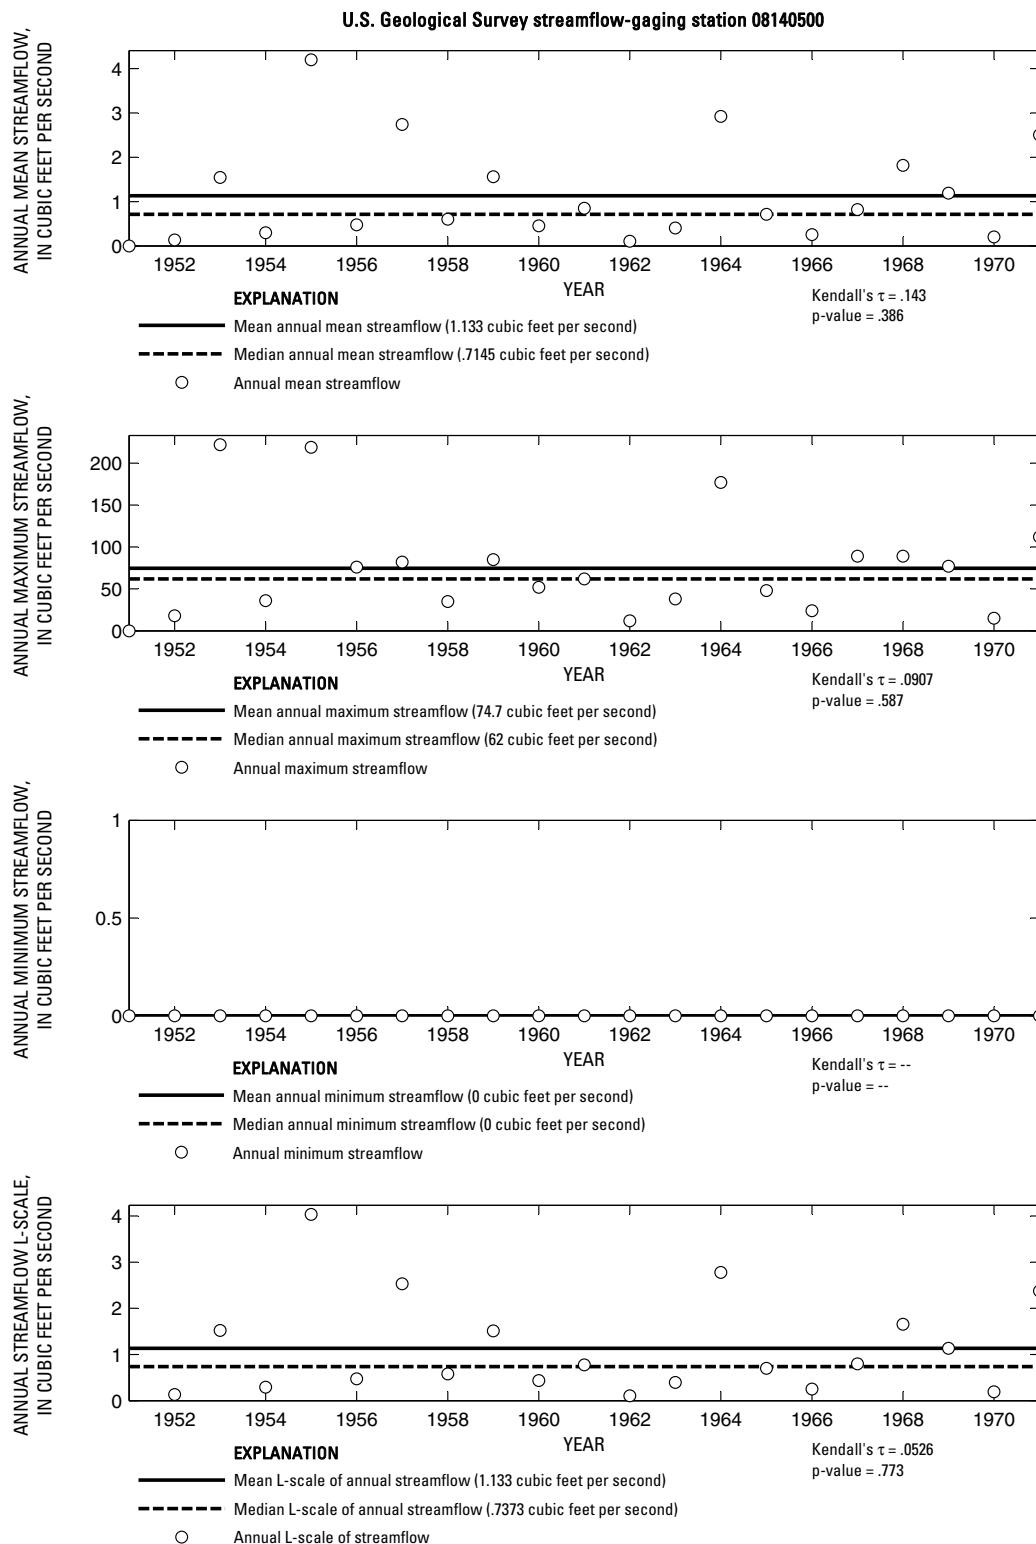 U.S. Geological Survey streamflow-gaging station 08140500
ANNUAL MEAN STREAMFLOW,
IN CUBIC FEET PER SECOND
4
3
2
1
0
1952 1954 1956 1958 1960 1962 1964 1966 1968 1970
YEAR
Kendall's τ = .143
p-value = .386
EXPLANATION
Mean annual mean streamflow (1.133 cubic feet per second)
Median annual mean streamflow (.7145 cubic feet per second)
Annual mean streamflow
ANNUAL MAXIMUM STREAMFLOW,
IN CUBIC FEET PER SECOND
200
150
100
50
0
1952 1954 1956 1958 1960 1962 1964 1966 1968 1970
YEAR
Kendall's τ = .0907
p-value = .587
EXPLANATION
Mean annual maximum streamflow (74.7 cubic feet per second)
Median annual maximum streamflow (62 cubic feet per second)
Annual maximum streamflow
ANNUAL MINIMUM STREAMFLOW,
IN CUBIC FEET PER SECOND
1
0.5
0
1952 1954 1956 1958 1960 1962 1964 1966 1968 1970
YEAR
Kendall's τ = --
p-value = --
EXPLANATION
Mean annual minimum streamflow (0 cubic feet per second)
Median annual minimum streamflow (0 cubic feet per second)
Annual minimum streamflow
ANNUAL STREAMFLOW L-SCALE,
IN CUBIC FEET PER SECOND
4
3
2
1
0
1952 1954 1956 1958 1960 1962 1964 1966 1968 1970
YEAR
Kendall's τ = .0526
p-value = .773
EXPLANATION
Mean L-scale of annual streamflow (1.133 cubic feet per second)
Median L-scale of annual streamflow (.7373 cubic feet per second)
Annual L-scale of streamflow